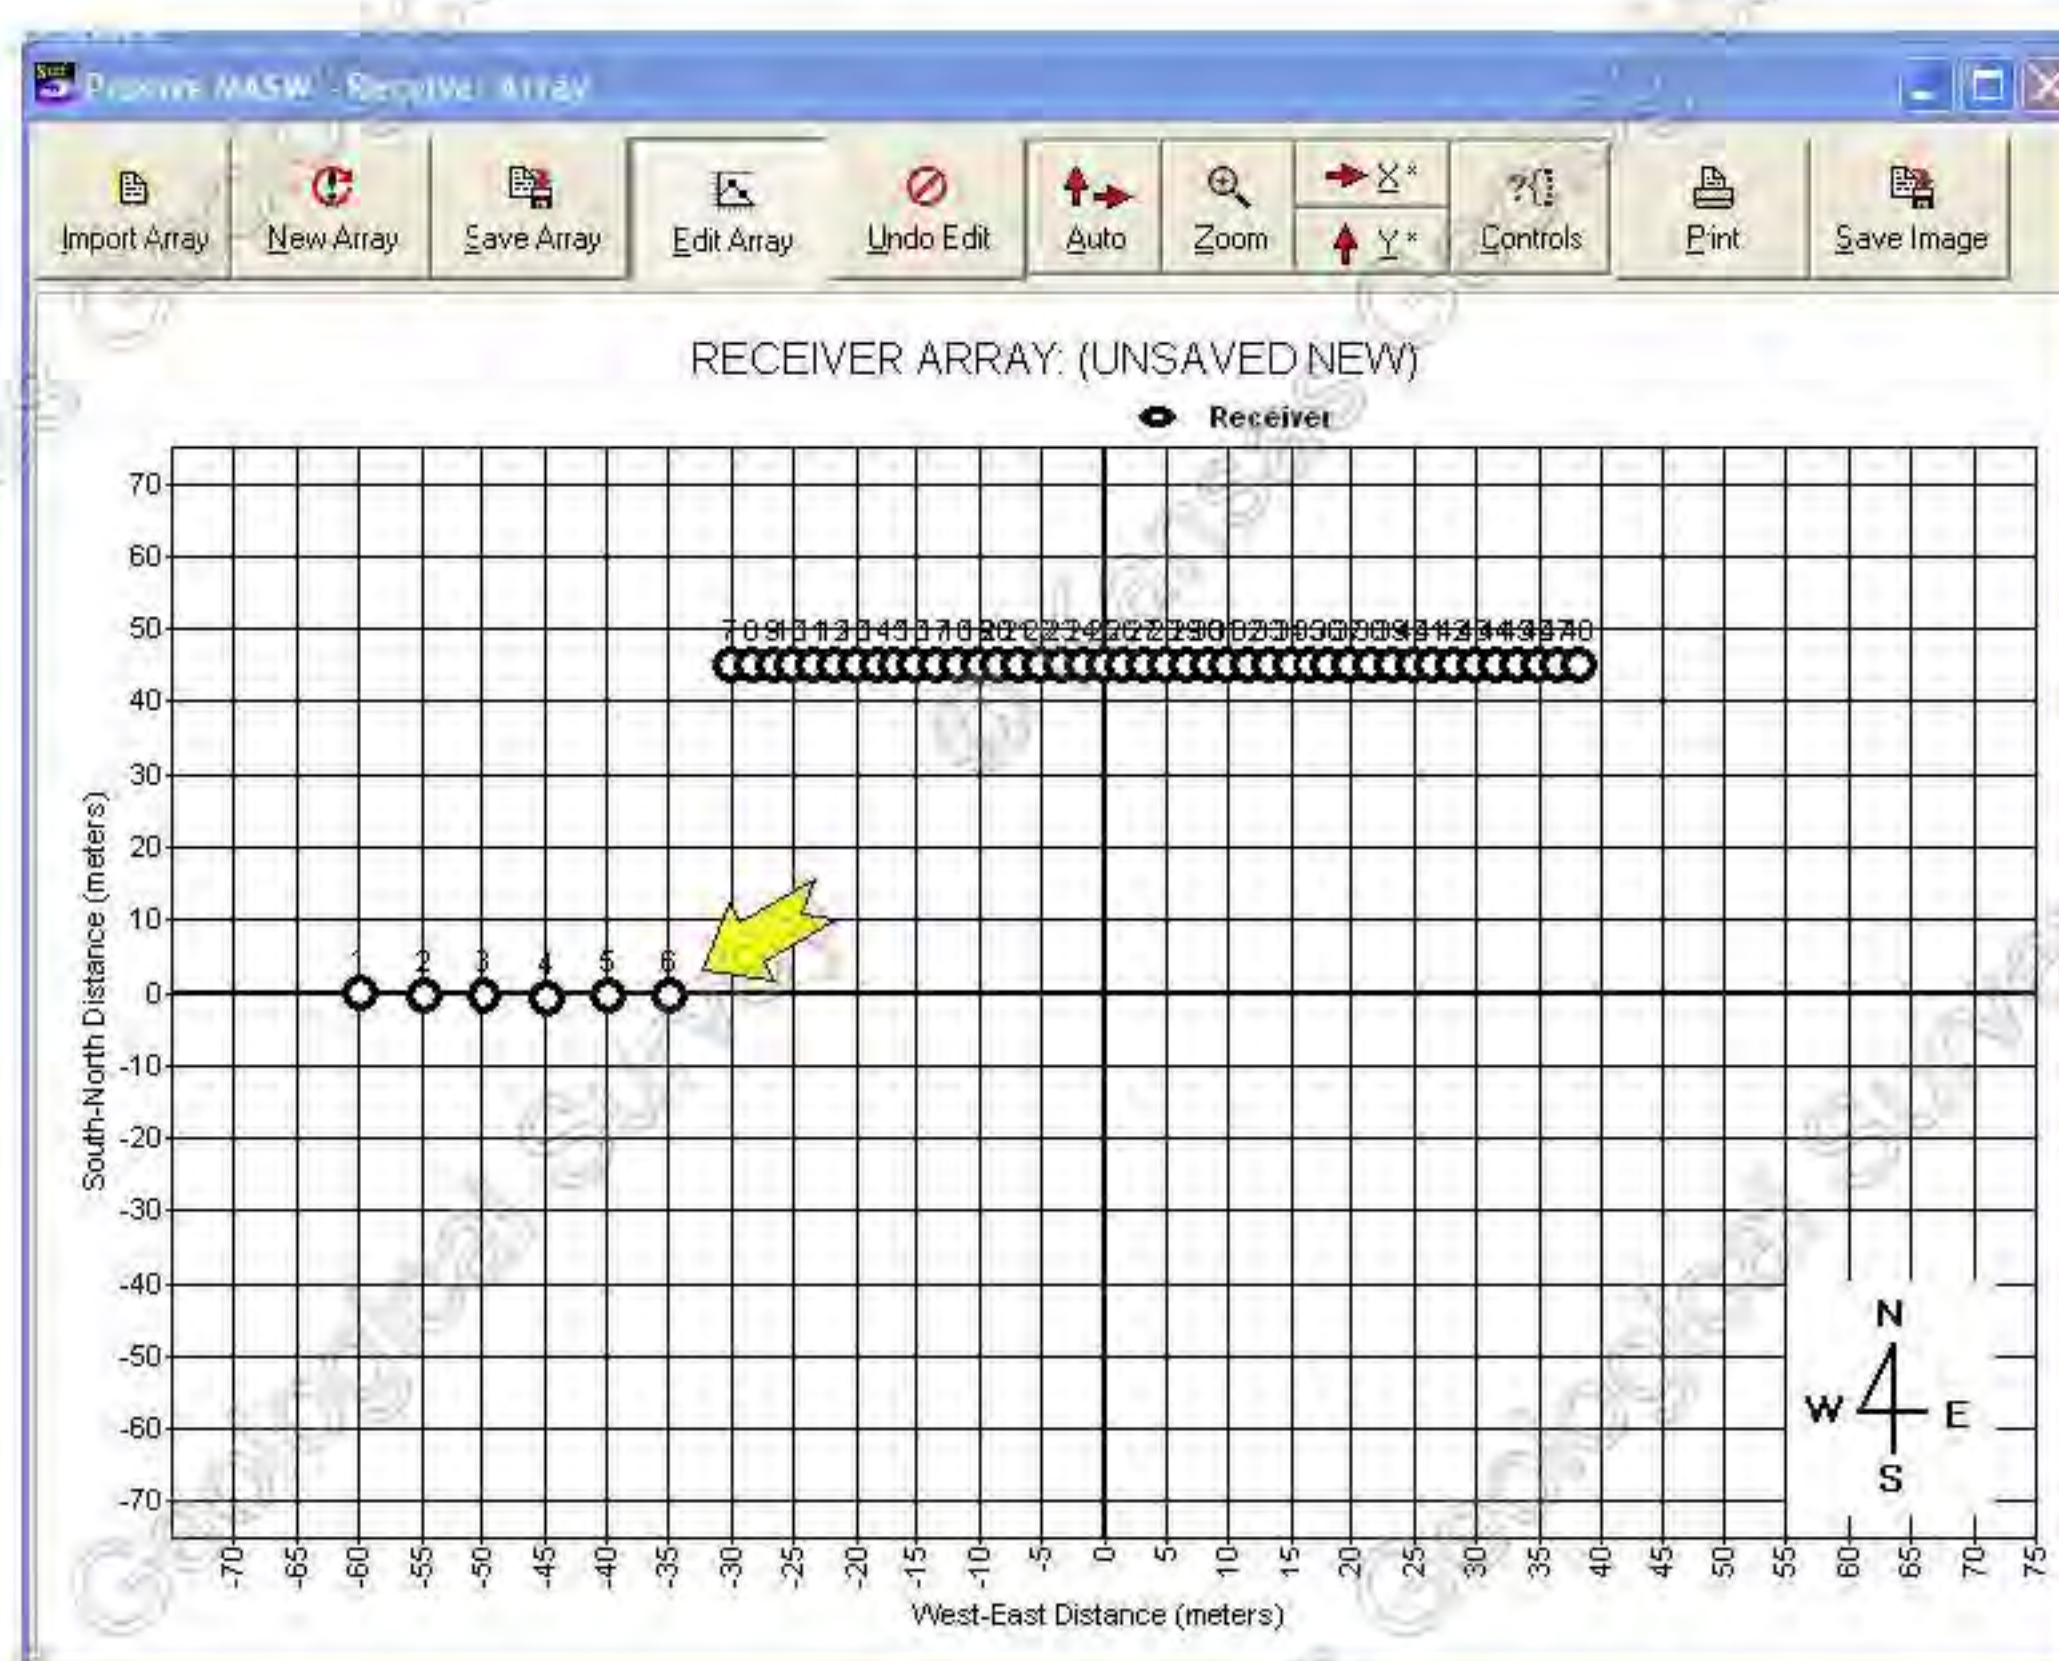 Passive MASW - Receiver Array
Import Array New Array Save Array Edit Array Undo Edit Auto Zoom X* Y* Controls Print Save Image
RECEIVER ARRAY: (UNSAVED NEW)
Receiver
South-North Distance (meters)
70
60
50
40
30
20
10
0
-10
-20
-30
-40
-50
-60
-70
1 2 3 4 5 6
N
W E
S
-70 -65 -60 -55 -50 -45 -40 -35 -30 -25 -20 -15 -10 -5 0 5 10 15 20 25 30 35 40 45 50 55 60 65 70 75
West-East Distance (meters)